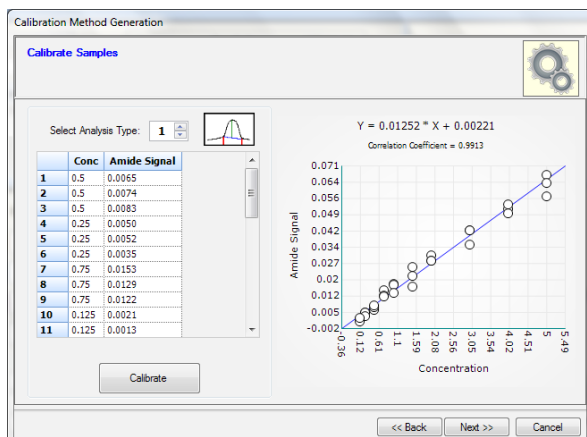 Calibration Method Generation
Calibrate Samples
Select Analysis Type: 1
Conc Amide Signal
1 0.5 0.0065
2 0.5 0.0074
3 0.5 0.0083
4 0.25 0.0050
5 0.25 0.0052
6 0.25 0.0035
7 0.75 0.0153
8 0.75 0.0129
9 0.75 0.0122
10 0.125 0.0021
11 0.125 0.0013
Calibrate
Y = 0.01252 * X + 0.00221
Correlation Coefficient = 0.9913
Amide Signal
0.071
0.064
0.056
0.049
0.042
0.034
0.027
0.02
0.012
0.005
-0.002
-0.36 0.12 0.61 1.1 1.59 2.08 2.56 3.05 3.54 4.02 4.51 5 5.49
Concentration
<< Back Next >> Cancel